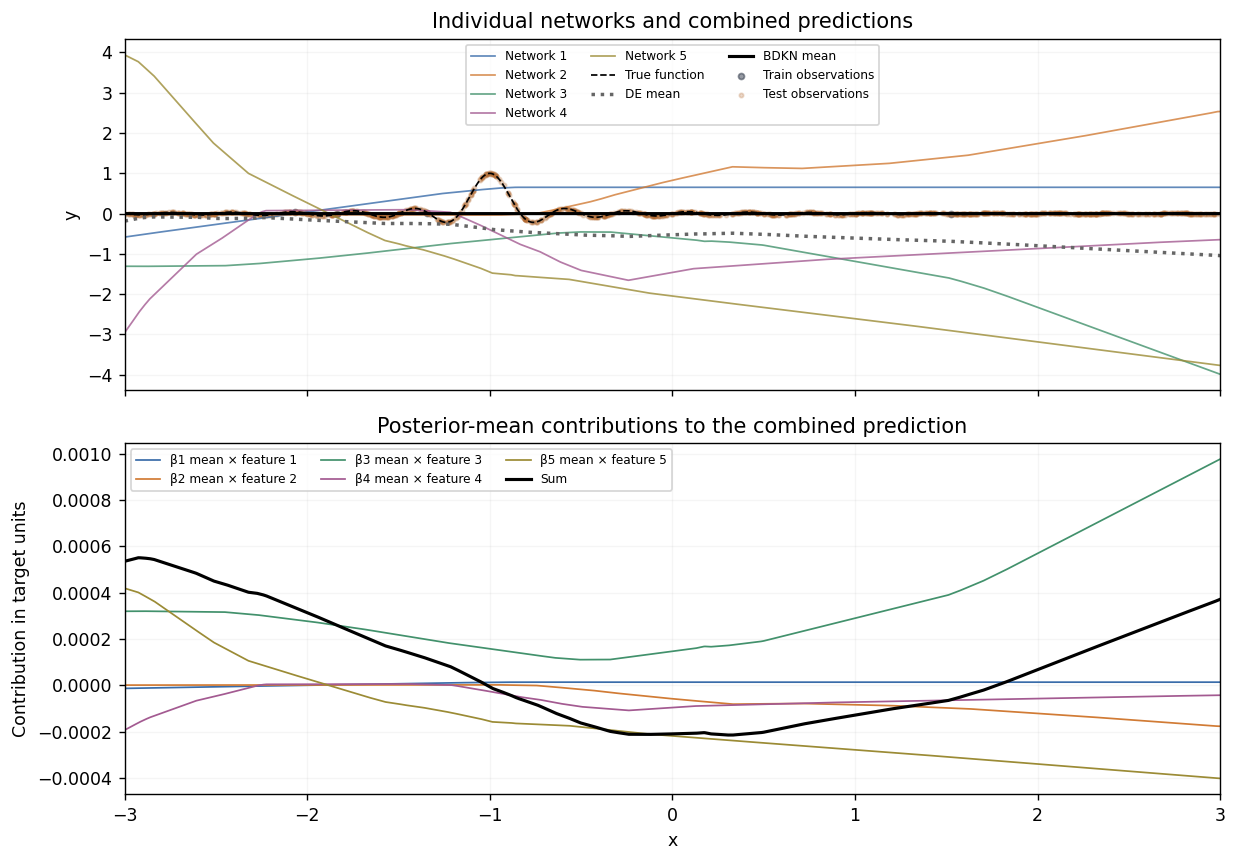 Individual networks and combined predictions
Network 1
Network 2
Network 3
Network 4
Network 5
True function
DE mean
BDKN mean
Train observations
Test observations
y
4
3
2
1
0
−1
−2
−3
−4
Posterior-mean contributions to the combined prediction
β1 mean × feature 1
β2 mean × feature 2
β3 mean × feature 3
β4 mean × feature 4
β5 mean × feature 5
Sum
Contribution in target units
0.0010
0.0008
0.0006
0.0004
0.0002
0.0000
−0.0002
−0.0004
−3
−2
−1
0
1
2
3
x